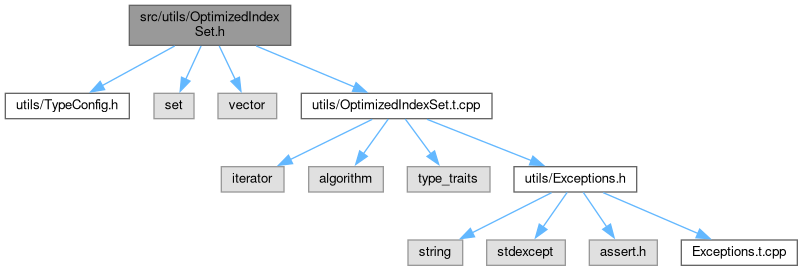 src/utils/OptimizedIndex
Set.h
utils/TypeConfig.h
set
vector
utils/OptimizedIndexSet.t.cpp
iterator
algorithm
type_traits
utils/Exceptions.h
string
stdexcept
assert.h
Exceptions.t.cpp